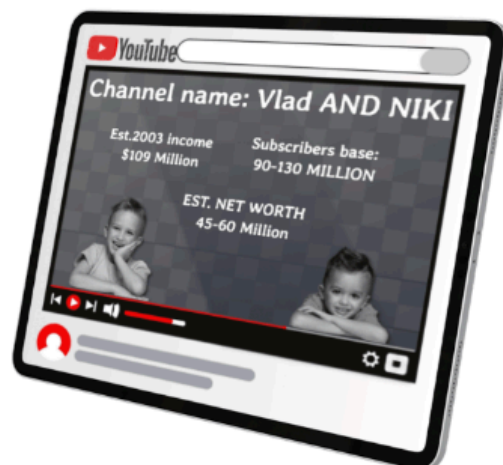 YouTube
Channel name: Vlad AND NIKI
Est.2003 income
$109 Million
Subscribers base:
90-130 MILLION
EST. NET WORTH
45-60 Million